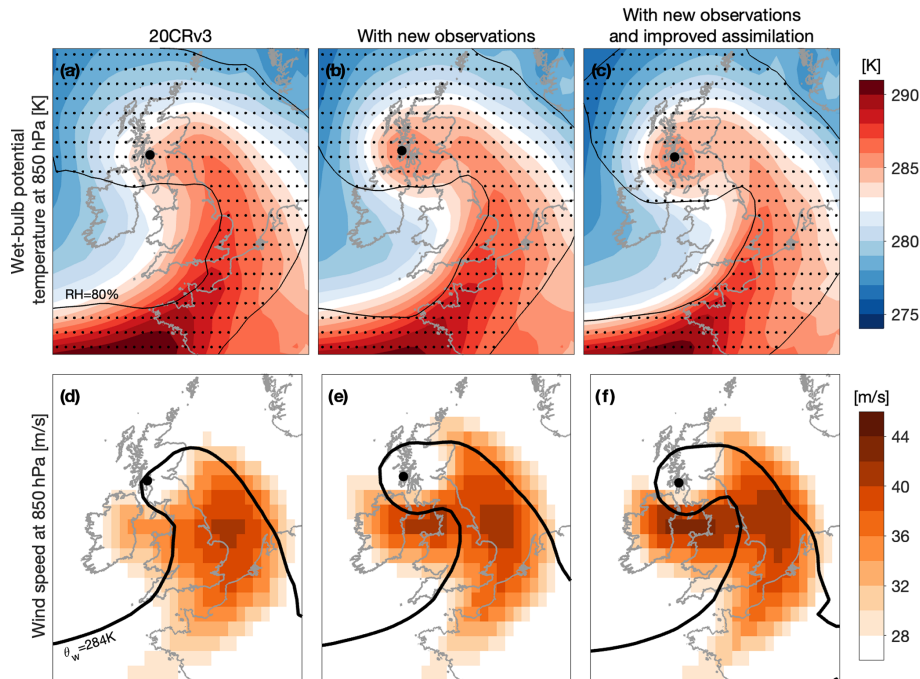 20CRv3
With new observations
With new observations
and improved assimilation
Wet-bulb potential
temperature at 850 hPa [K]
(a)
(b)
(c)
RH=80%
[K]
290
285
280
275
Wind speed at 850 hPa [m/s]
(d)
(e)
(f)
θw=284K
[m/s]
44
40
36
32
28